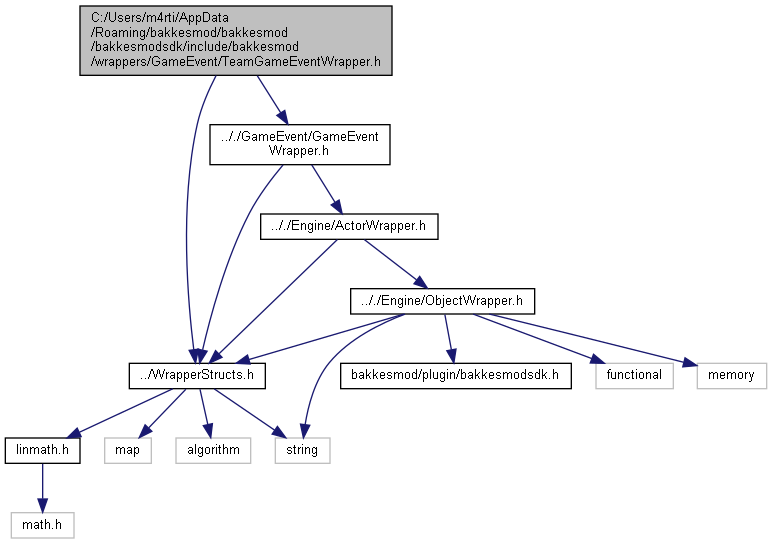 C:/Users/m4rti/AppData
/Roaming/bakkesmod/bakkesmod
/bakkesmodsdk/include/bakkesmod
/wrappers/GameEvent/TeamGameEventWrapper.h
.././GameEvent/GameEvent
Wrapper.h
.././Engine/ActorWrapper.h
.././Engine/ObjectWrapper.h
../WrapperStructs.h
bakkesmod/plugin/bakkesmodsdk.h
functional
memory
linmath.h
map
algorithm
string
math.h